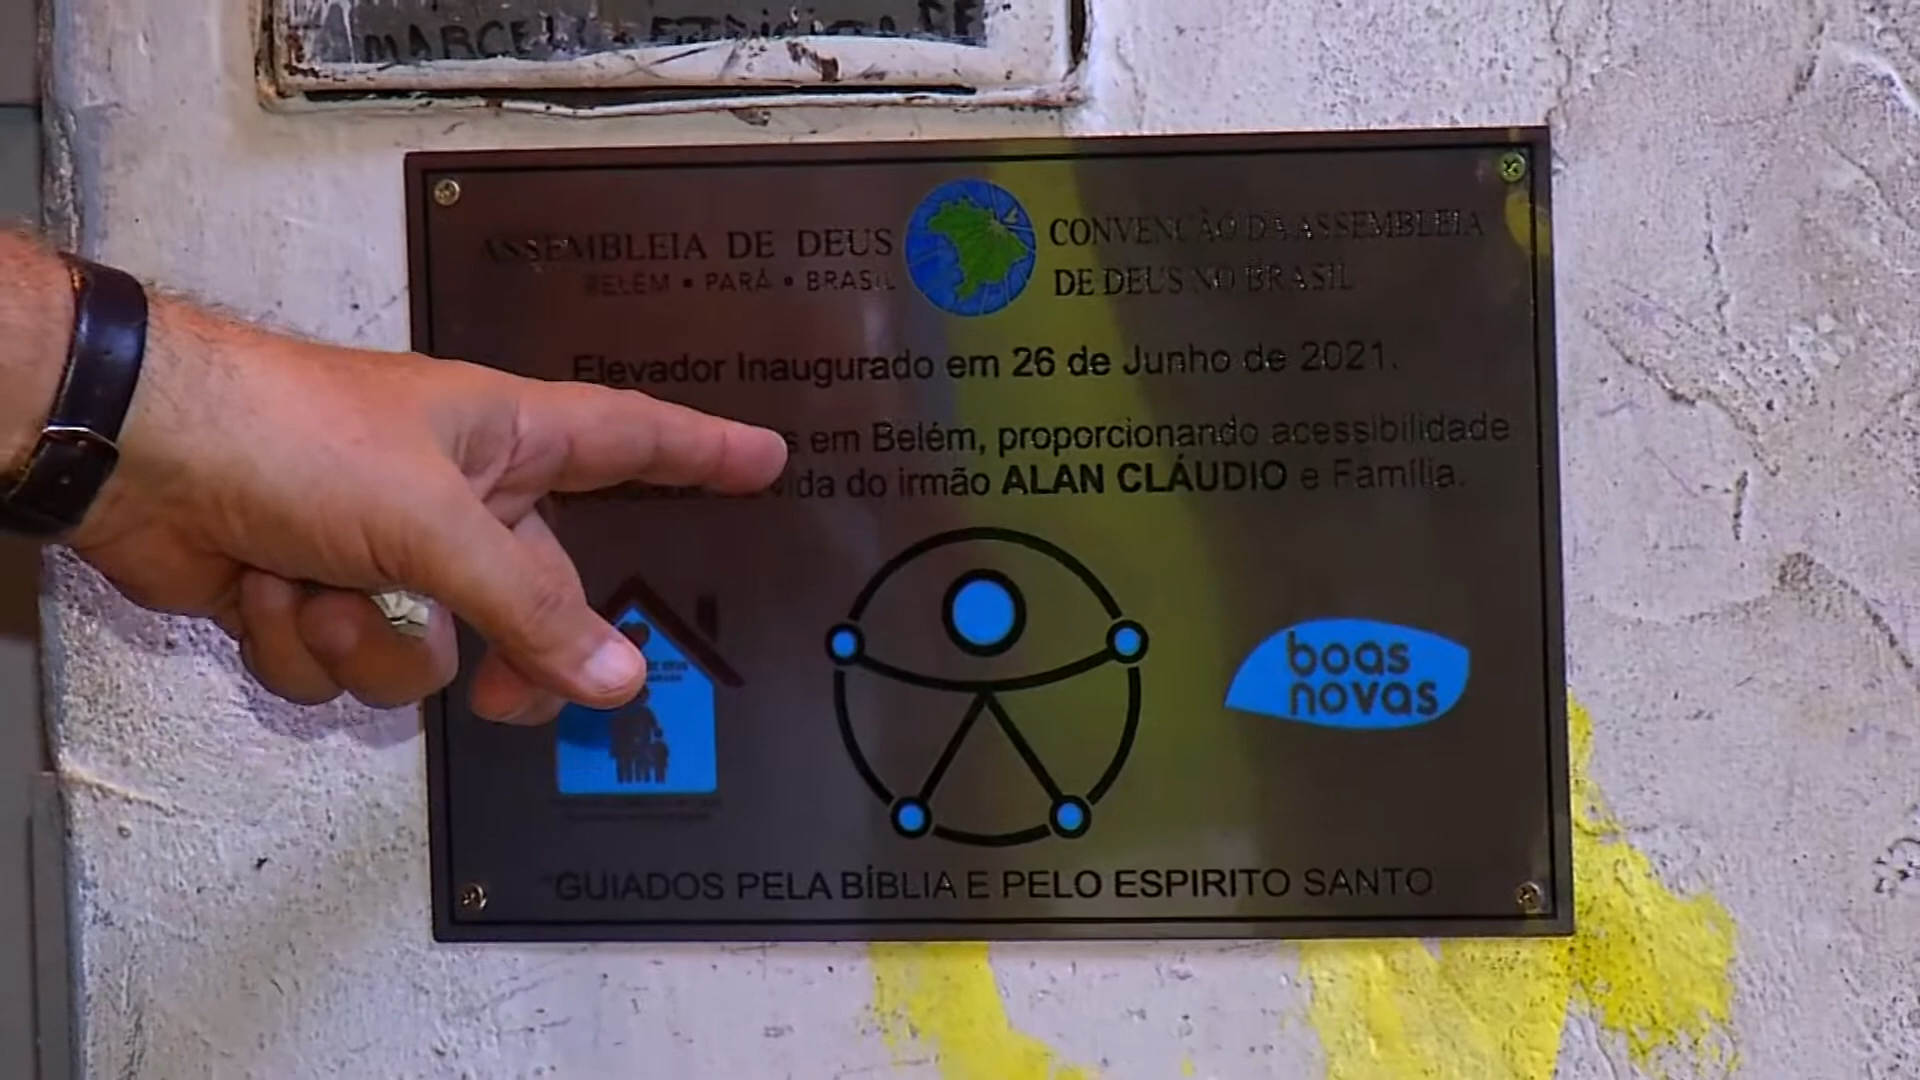 MARCEL
ASSEMBLEIA DE DEUS
BELÉM • PARÁ • BRASIL
CONVENÇÃO DA ASSEMBLEIA
DE DEUS NO BRASIL
Elevador Inaugurado em 26 de Junho de 2021.
em Belém, proporcionando acessibilidade
vida do irmão ALAN CLÁUDIO e Família.
boas
novas
"GUIADOS PELA BÍBLIA E PELO ESPIRITO SANTO